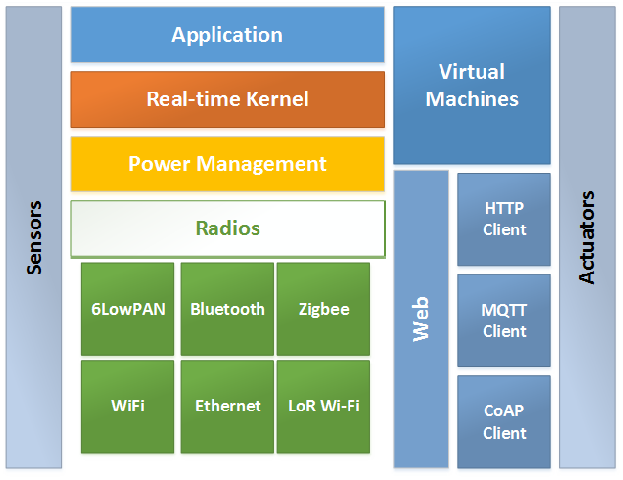 Sensors
Application
Real-time Kernel
Power Management
Radios
6LowPAN
Bluetooth
Zigbee
WiFi
Ethernet
LoR Wi-Fi
Virtual
Machines
Web
HTTP
Client
MQTT
Client
CoAP
Client
Actuators